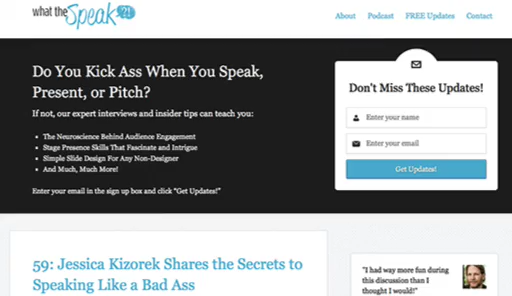 what the Speak ?!
About Podcast FREE Updates Contact
Do You Kick Ass When You Speak,
Present, or Pitch?
If not, our expert interviews and insider tips can teach you:
The Neuroscience Behind Audience Engagement
Stage Presence Skills That Fascinate and Intrigue
Simple Slide Design For Any Non-Designer
And Much, Much More!
Enter your email in the sign up box and click "Get Updates!"
Don't Miss These Updates!
Enter your name
Enter your email
Get Updates!
59: Jessica Kizorek Shares the Secrets to
Speaking Like a Bad Ass
"I had way more fun during
this discussion than I
thought I would!"